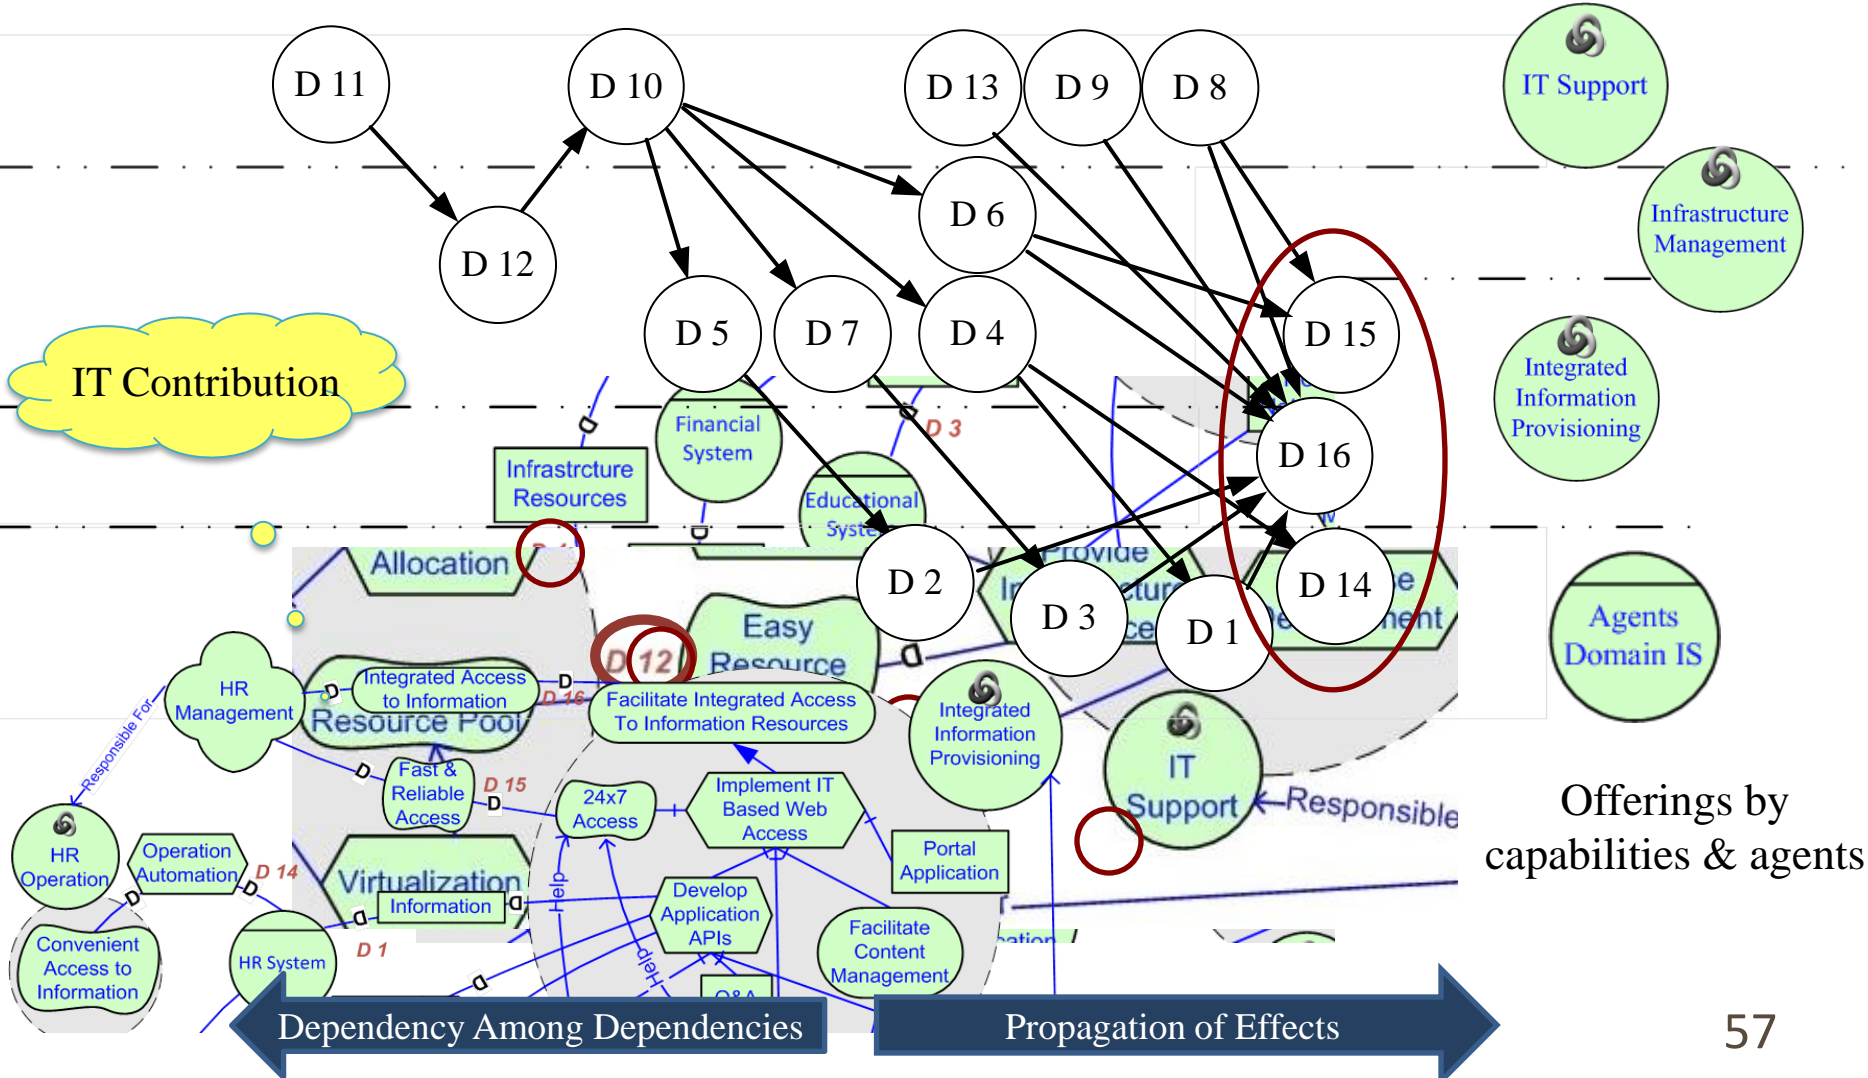 D 11
D 10
D 13
D 9
D 8
IT Support
D 6
Infrastructure
Management
D 12
D 5
D 7
D 4
D 15
IT Contribution
Integrated
Information
Provisioning
Financial
System
D 3
Infrastrcture
Resources
D
D
D 16
Educational
System
D
D 2
Provide
D 3
D 1
D 14
Allocation
Agents
Domain IS
Easy
Resource
D 12
D
HR
Management
D
Integrated Access
to Information
D
D 16
Resource Pool
Facilitate Integrated Access
To Information Resources
Integrated
Information
Provisioning
Responsible For
IT
Support
Responsible
D
Fast &
Reliable
Access
D 15
D
24x7
Access
Implement IT
Based Web
Access
Portal
Application
Offerings by
capabilities & agents
HR
Operation
Operation
Automation
D 14
D
D
Virtualization
Information
D
D
Help
Help
Develop
Application
APIs
Facilitate
Content
Management
Convenient
Access to
Information
HR System
D 1
D
Q&A
Dependency Among Dependencies
Propagation of Effects
57